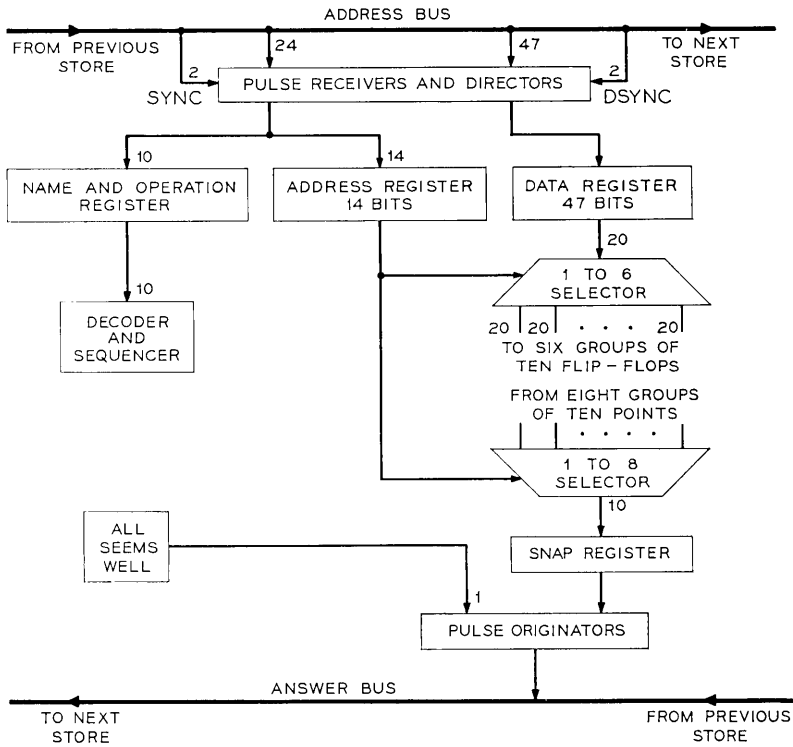 ADDRESS BUS
FROM PREVIOUS
STORE
24
47
TO NEXT
STORE
2
SYNC
PULSE RECEIVERS AND DIRECTORS
2
DSYNC
10
14
NAME AND OPERATION
REGISTER
ADDRESS REGISTER
14 BITS
DATA REGISTER
47 BITS
20
10
1 TO 6
SELECTOR
DECODER
AND
SEQUENCER
20 20 . . . 20
TO SIX GROUPS OF
TEN FLIP-FLOPS
FROM EIGHT GROUPS
OF TEN POINTS
. . . .
1 TO 8
SELECTOR
10
ALL
SEEMS
WELL
SNAP REGISTER
1
PULSE ORIGINATORS
ANSWER BUS
TO NEXT
STORE
FROM PREVIOUS
STORE